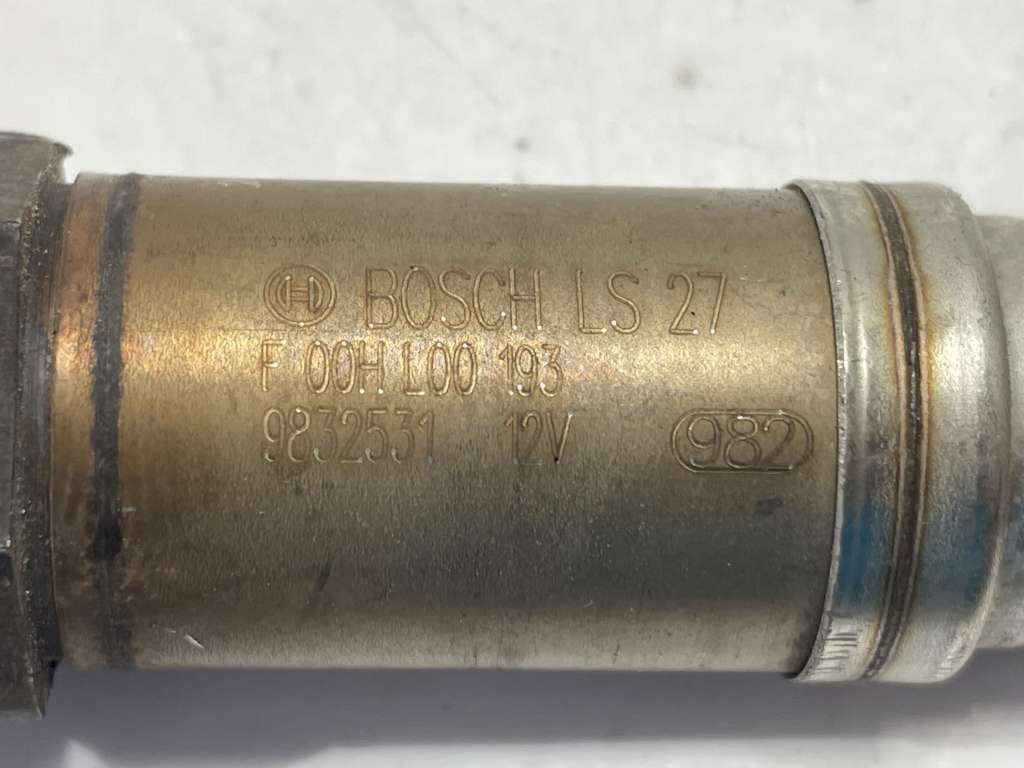 BOSCH LS 27
F 00H L00 193
9832531 12V 982